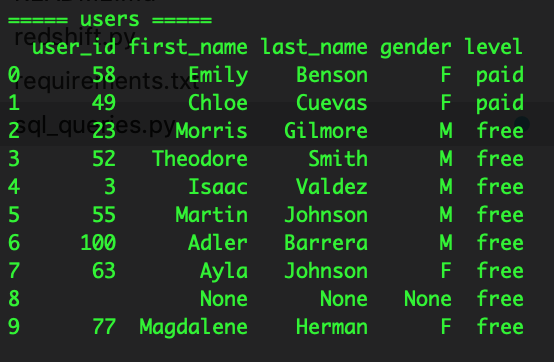 ===== users =====
redshift.py
user_id first_name last_name gender level
0 58 Emily Benson F paid
requirements.txt
1 49 Chloe Cuevas F paid
sql_queries.py
2 23 Morris Gilmore M free
3 52 Theodore Smith M free
4 3 Isaac Valdez M free
5 55 Martin Johnson M free
6 100 Adler Barrera M free
7 63 Ayla Johnson F free
8 None None None free
9 77 Magdalene Herman F free